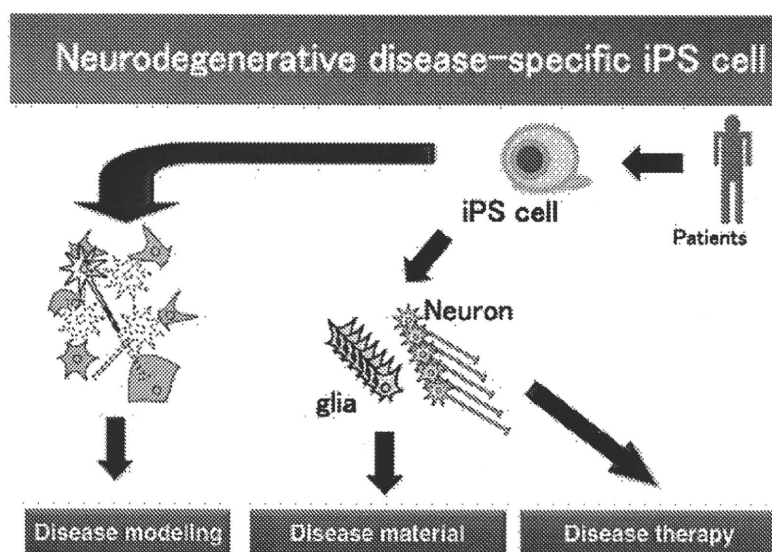 Neurodegenerative disease-specific iPS cell
iPS cell
Patients
Neuron
glia
Disease modeling
Disease material
Disease therapy